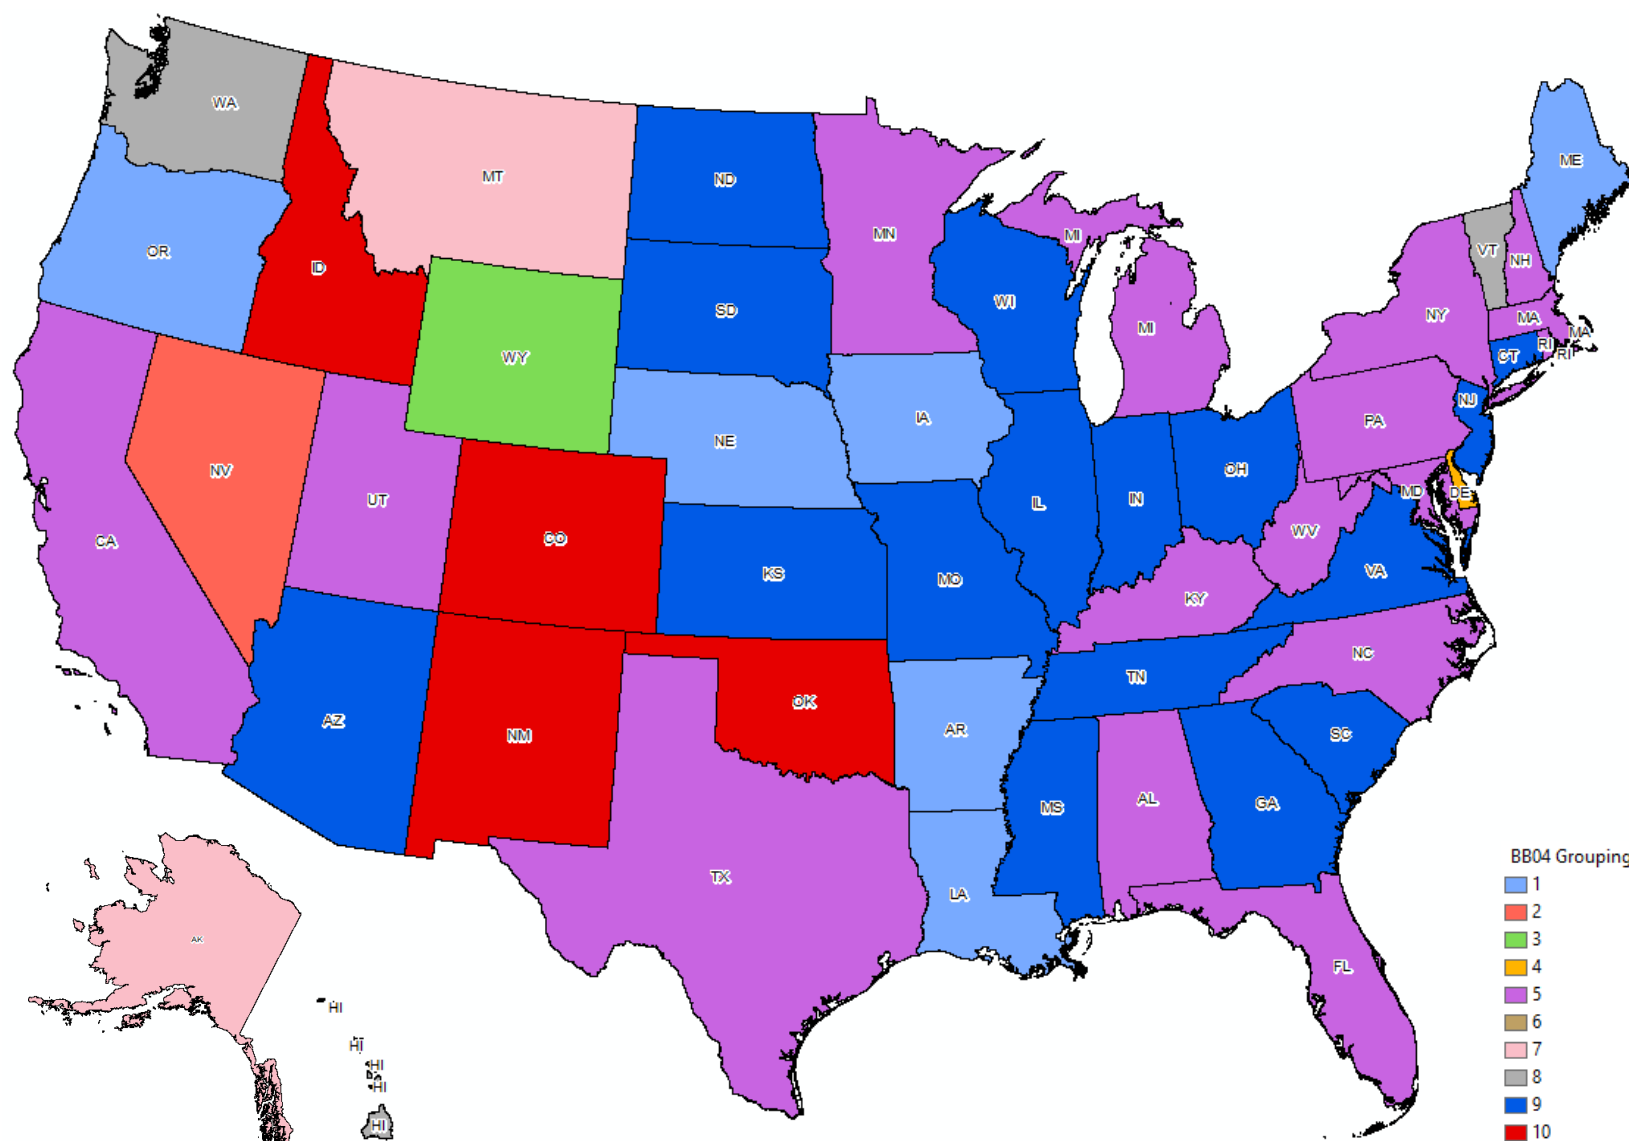 WA
MT
ND
MN
ME
OR
ID
SD
WI
MI
MI
VT
NH
NY
MA
MA
WY
CT
RI
RI
NE
IA
PA
NJ
NV
UT
CA
CO
KS
MO
IL
IN
OH
WV
MD
DE
VA
KY
NC
TN
AZ
NM
OK
AR
MS
AL
GA
SC
TX
LA
FL
AK
HI
HI
HI
HI
HI
BB04 Grouping
1
2
3
4
5
6
7
8
9
10